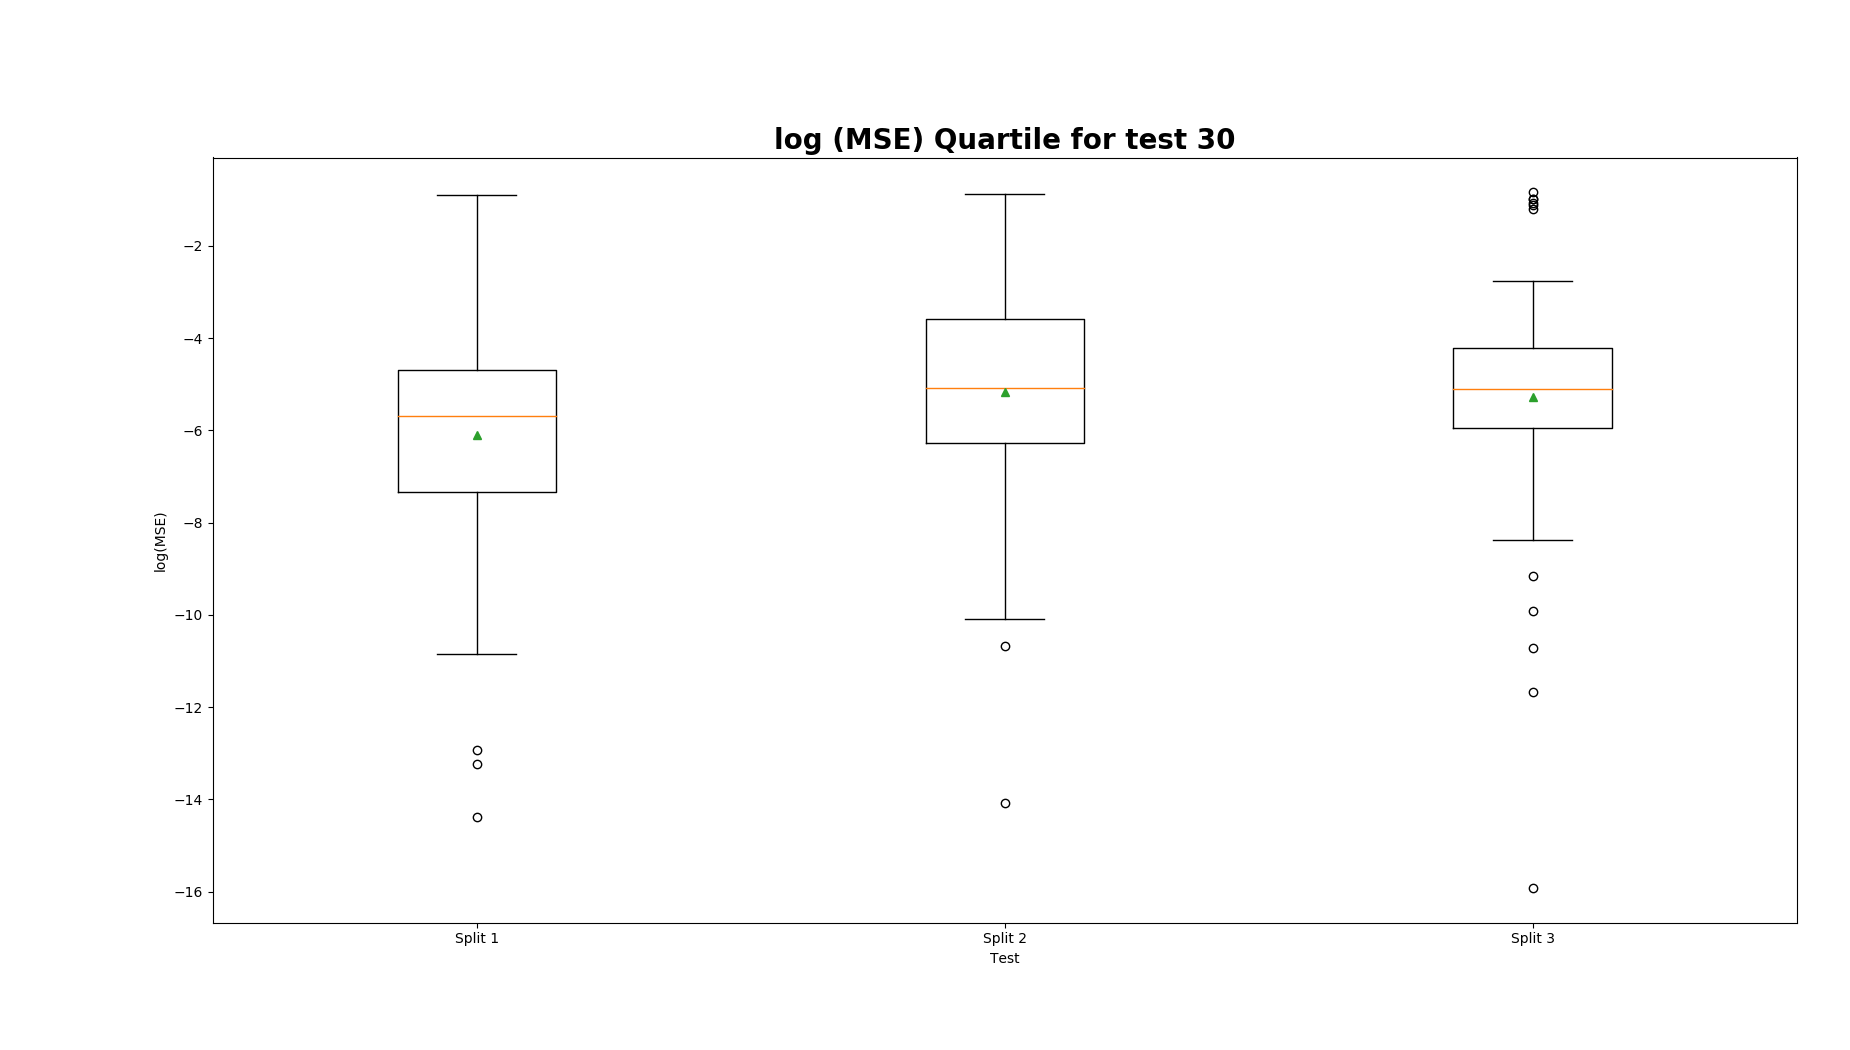 log (MSE) Quartile for test 30
log(MSE)
−2
−4
−6
−8
−10
−12
−14
−16
Split 1
Split 2
Split 3
Test